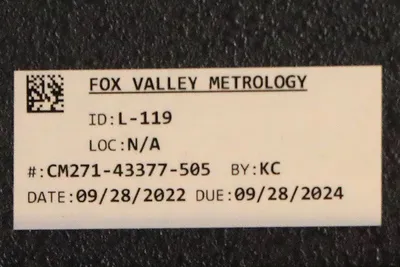 FOX VALLEY METROLOGY
ID:L-119
LOC:N/A
#:CM271-43377-505 BY:KC
DATE:09/28/2022 DUE:09/28/2024